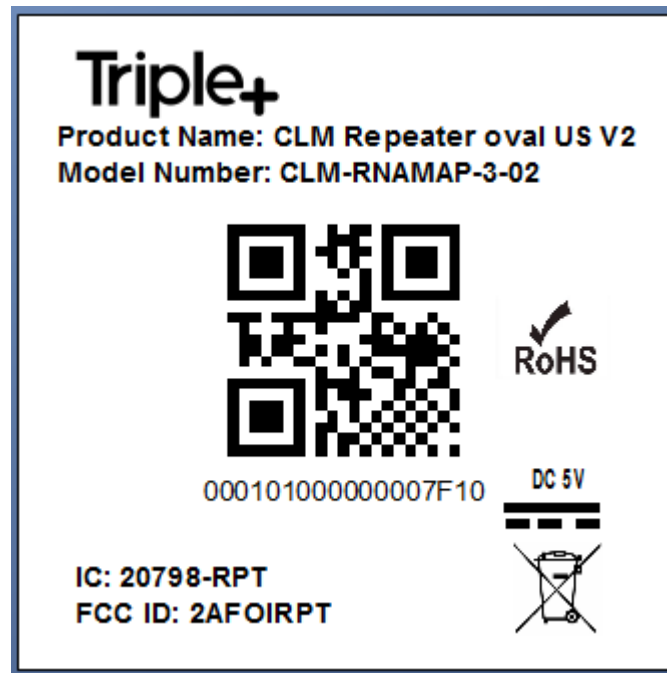 Triple+
Product Name: CLM Repeater oval US V2
Model Number: CLM-RNAMAP-3-02
RoHS
000101000000007F10
DC 5V
IC: 20798-RPT
FCC ID: 2AFOIRPT